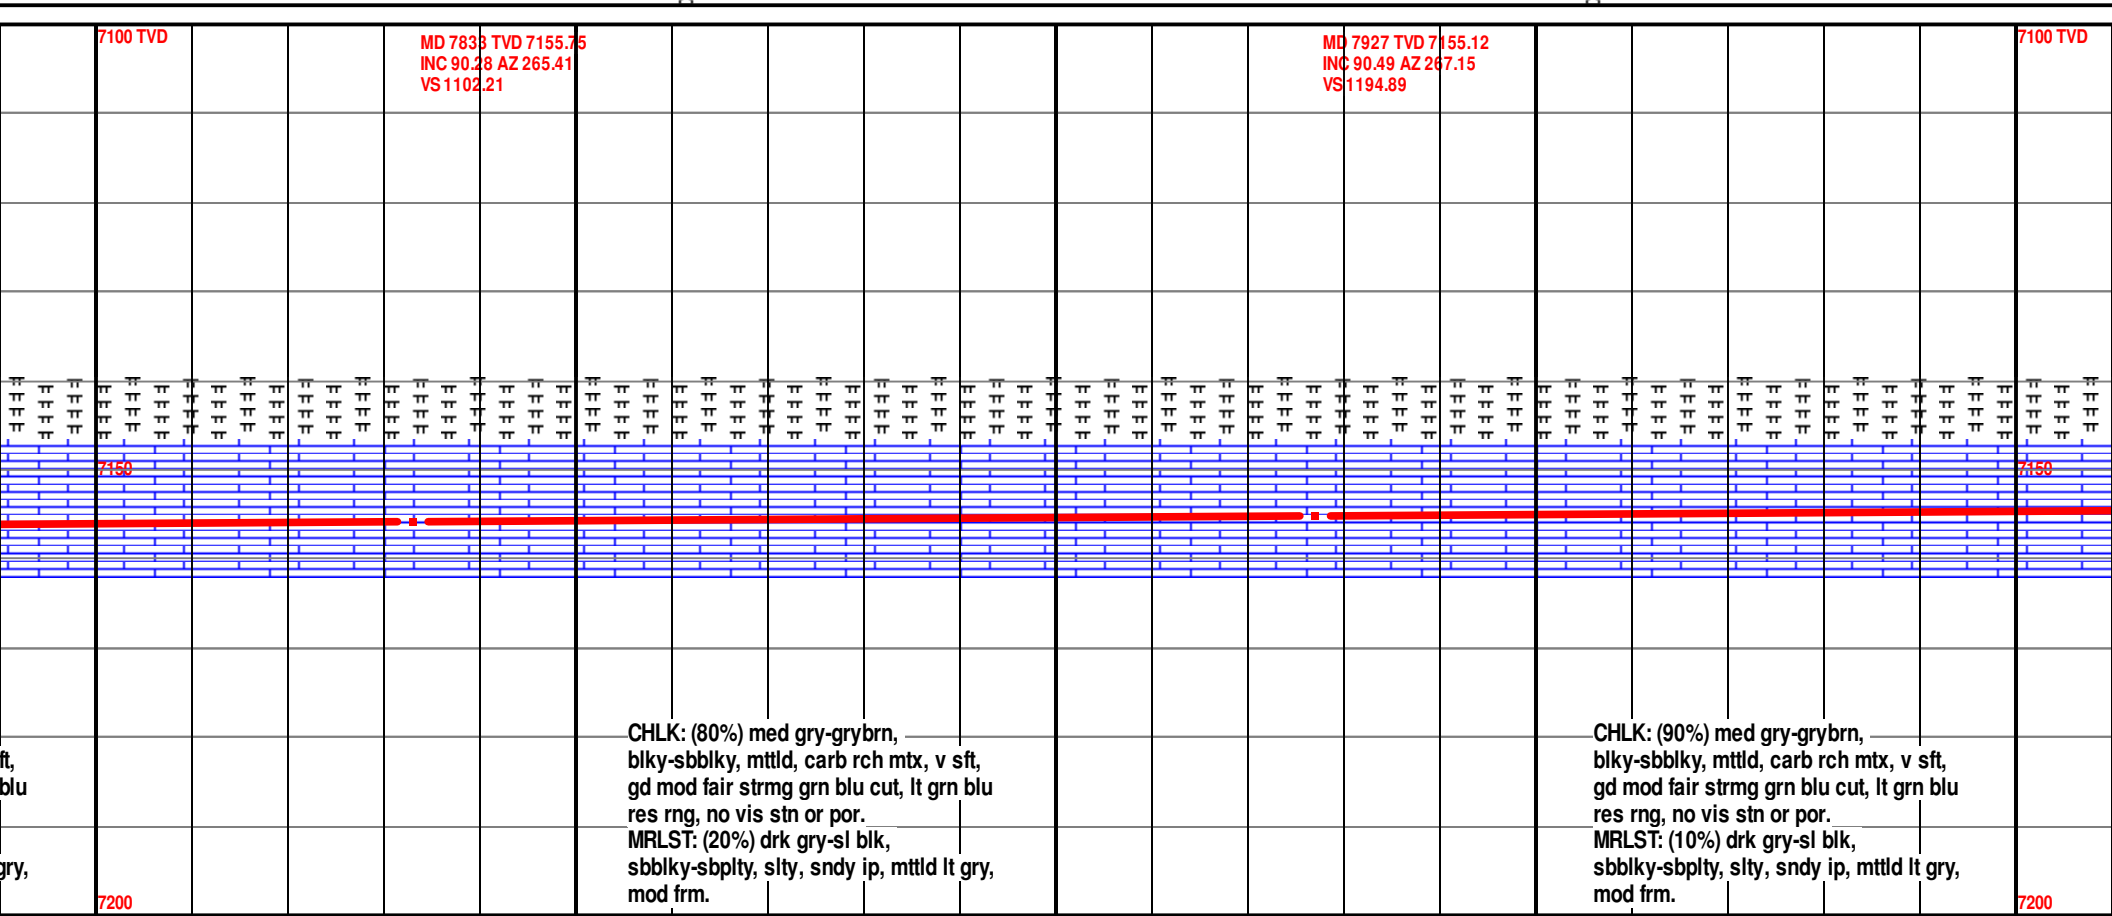 7100 TVD
MD 7833 TVD 7155.75
INC 90.28 AZ 265.41
VS 1102.21
MD 7927 TVD 7155.12
INC 90.49 AZ 267.15
VS 1194.89
7100 TVD
7150
7150
ft,
blu
gry,
CHLK: (80%) med gry-grybrn,
blky-sbblky, mttld, carb rch mtx, v sft,
gd mod fair strmg grn blu cut, lt grn blu
res rng, no vis stn or por.
MRLST: (20%) drk gry-sl blk,
sbblky-sbplty, slty, sndy ip, mttld lt gry,
mod frm.
CHLK: (90%) med gry-grybrn,
blky-sbblky, mttld, carb rch mtx, v sft,
gd mod fair strmg grn blu cut, lt grn blu
res rng, no vis stn or por.
MRLST: (10%) drk gry-sl blk,
sbblky-sbplty, slty, sndy ip, mttld lt gry,
mod frm.
7200
7200